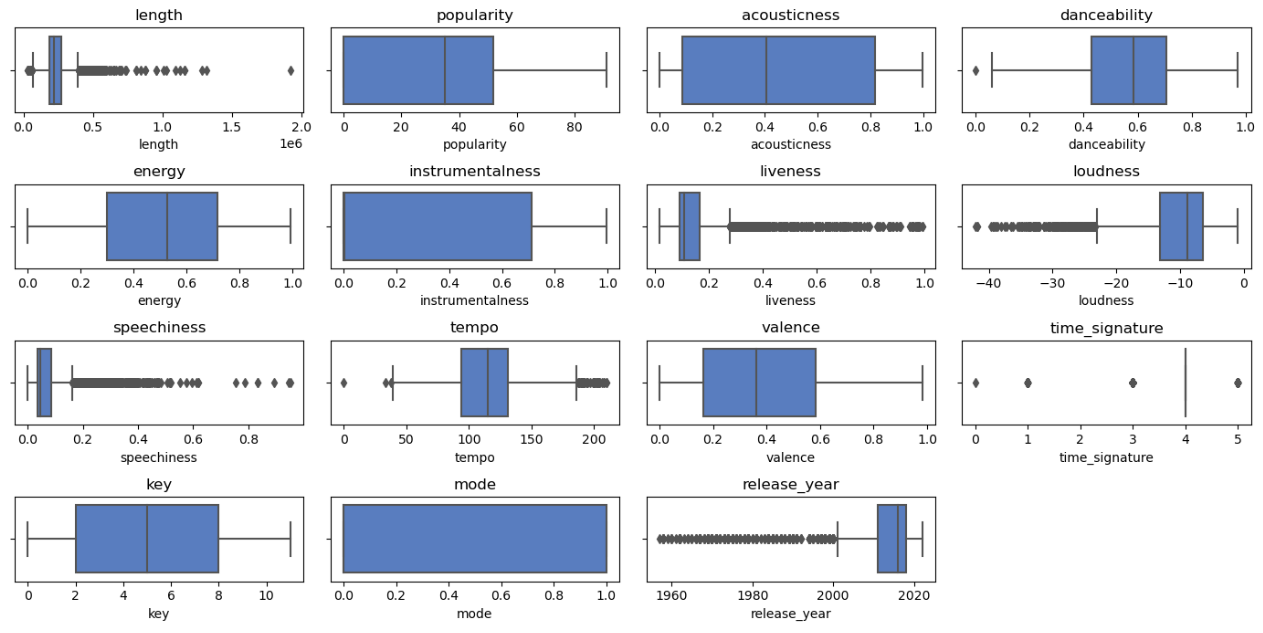 length popularity acousticness danceability
0.0 0.5 1.0 1.5 2.0 0 20 40 60 80 0.0 0.2 0.4 0.6 0.8 1.0 0.0 0.2 0.4 0.6 0.8 1.0
length 1e6 popularity acousticness danceability
energy instrumentalness liveness loudness
0.0 0.2 0.4 0.6 0.8 1.0 0.0 0.2 0.4 0.6 0.8 1.0 0.0 0.2 0.4 0.6 0.8 1.0 −40 −30 −20 −10 0
energy instrumentalness liveness loudness
speechiness tempo valence time_signature
0.0 0.2 0.4 0.6 0.8 0 50 100 150 200 0.0 0.2 0.4 0.6 0.8 1.0 0 1 2 3 4 5
speechiness tempo valence time_signature
key mode release_year
0 2 4 6 8 10 0.0 0.2 0.4 0.6 0.8 1.0 1960 1980 2000 2020
key mode release_year